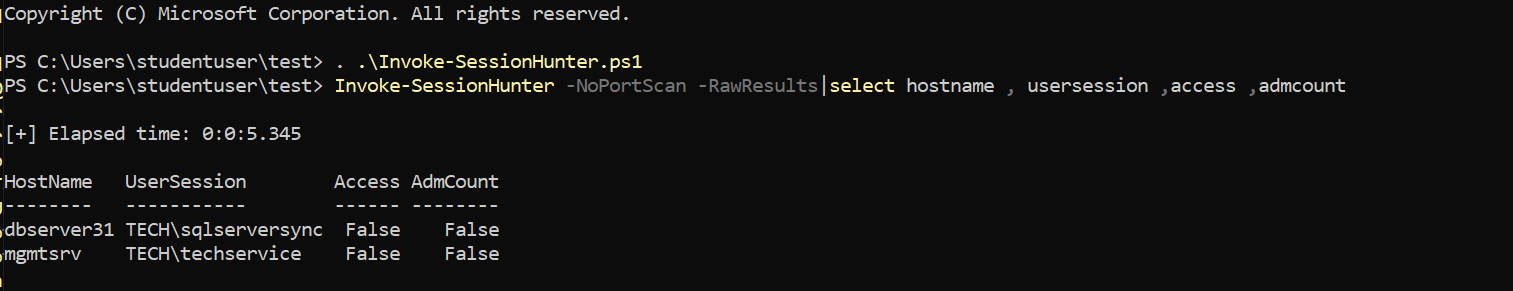 Copyright (C) Microsoft Corporation. All rights reserved.
PS C:\Users\studentuser\test> . .\Invoke-SessionHunter.ps1
PS C:\Users\studentuser\test> Invoke-SessionHunter -NoPortScan -RawResults|select hostname , usersession ,access ,admcount
[+] Elapsed time: 0:0:5.345
HostName UserSession Access AdmCount
-------- ----------- ------ --------
dbserver31 TECH\sqlserversync False False
mgmtsrv TECH\techservice False False